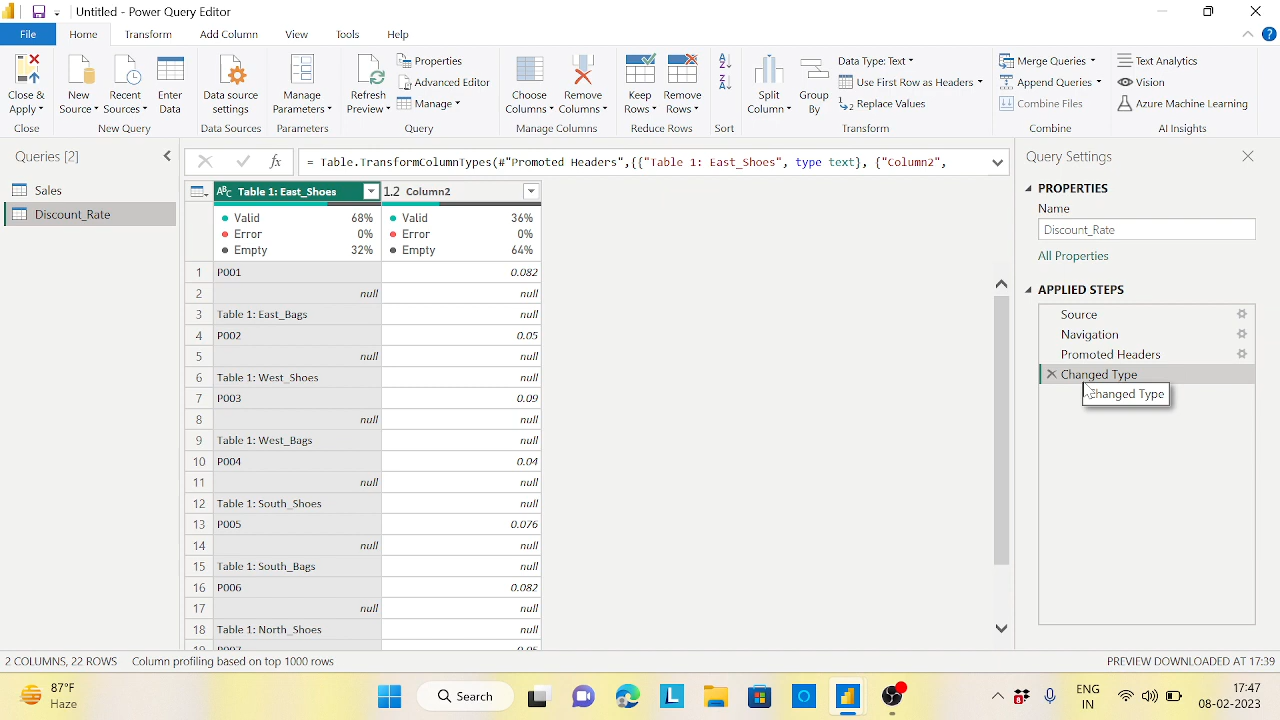 Untitled - Power Query Editor
File Home Transform Add Column View Tools Help
Close & Apply
New Source
Recent Sources
Enter Data
Data source settings
Manage Parameters
Refresh Preview
Properties
Advanced Editor
Manage
Choose Columns
Remove Columns
Keep Rows
Remove Rows
Split Column
Group By
Data Type: Text
Use First Row as Headers
Replace Values
Merge Queries
Append Queries
Combine Files
Text Analytics
Vision
Azure Machine Learning
Close New Query Data Sources Parameters Query Manage Columns Reduce Rows Sort Transform Combine AI Insights
Queries [2]
Sales
Discount_Rate
fx = Table.TransformColumnTypes(#"Promoted Headers",{{"Table 1: East_Shoes", type text}, {"Column2",
ABC Table 1: East_Shoes 1.2 Column2
Valid 68% Valid 36%
Error 0% Error 0%
Empty 32% Empty 64%
1 P001 0.082
2 null null
3 Table 1: East_Bags null
4 P002 0.05
5 null null
6 Table 1: West_Shoes null
7 P003 0.09
8 null null
9 Table 1: West_Bags null
10 P004 0.04
11 null null
12 Table 1: South_Shoes null
13 P005 0.076
14 null null
15 Table 1: South_Bags null
16 P006 0.082
17 null null
18 Table 1: North_Shoes null
Query Settings
PROPERTIES
Name
Discount_Rate
All Properties
APPLIED STEPS
Source
Navigation
Promoted Headers
Changed Type
Changed Type
2 COLUMNS, 22 ROWS Column profiling based on top 1000 rows PREVIEW DOWNLOADED AT 17:39
87°F
Haze
Search
ENG
IN
17:47
08-02-2023